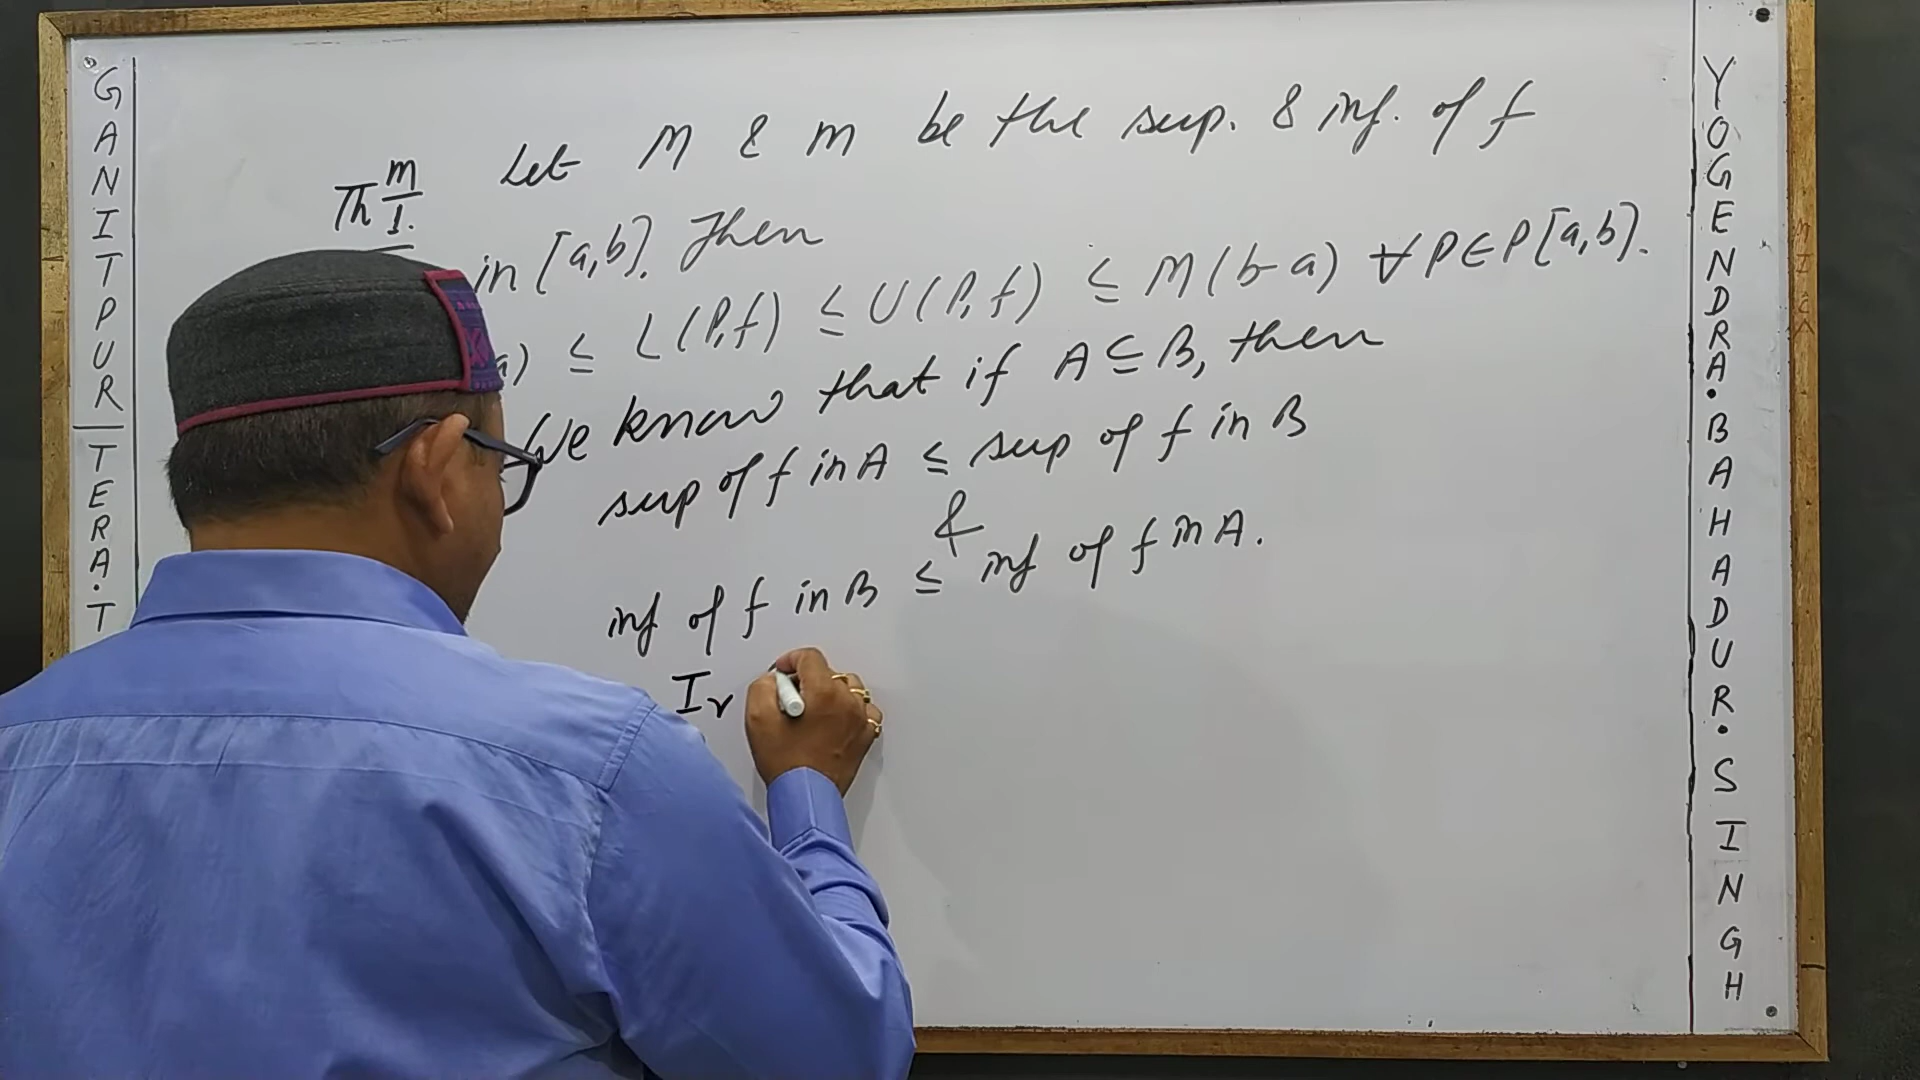 GANITPUR
TERA.T
Th m/1. Let M & m be the sup. & inf. of f
in [a,b]. Then
a) ≤ L(P,f) ≤ U(P,f) ≤ M(b-a) ∀ P∈P[a,b].
We know that if A⊆B, then
sup of f in A ≤ sup of f in B
&
inf of f in B ≤ inf of f in A.
Ir
YOGENDRA.BAHADUR.SINGH